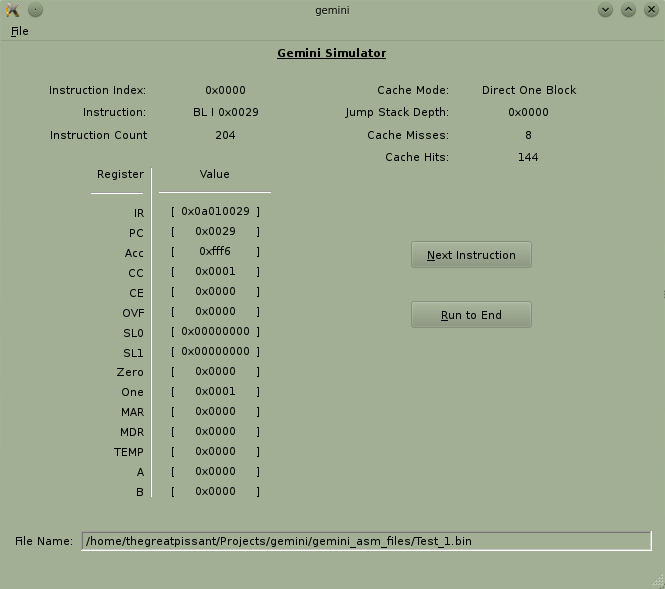 gemini
File
Gemini Simulator
Instruction Index: 0x0000 Cache Mode: Direct One Block
Instruction: BL I 0x0029 Jump Stack Depth: 0x0000
Instruction Count 204 Cache Misses: 8
Cache Hits: 144
Register Value
IR [ 0x0a010029 ]
PC [ 0x0029 ]
Acc [ 0xfff6 ]
CC [ 0x0001 ]
CE [ 0x0000 ]
OVF [ 0x0000 ]
SL0 [ 0x00000000 ]
SL1 [ 0x00000000 ]
Zero [ 0x0000 ]
One [ 0x0001 ]
MAR [ 0x0000 ]
MDR [ 0x0000 ]
TEMP [ 0x0000 ]
A [ 0x0000 ]
B [ 0x0000 ]
Next Instruction
Run to End
File Name: /home/thegreatpissant/Projects/gemini/gemini_asm_files/Test_1.bin